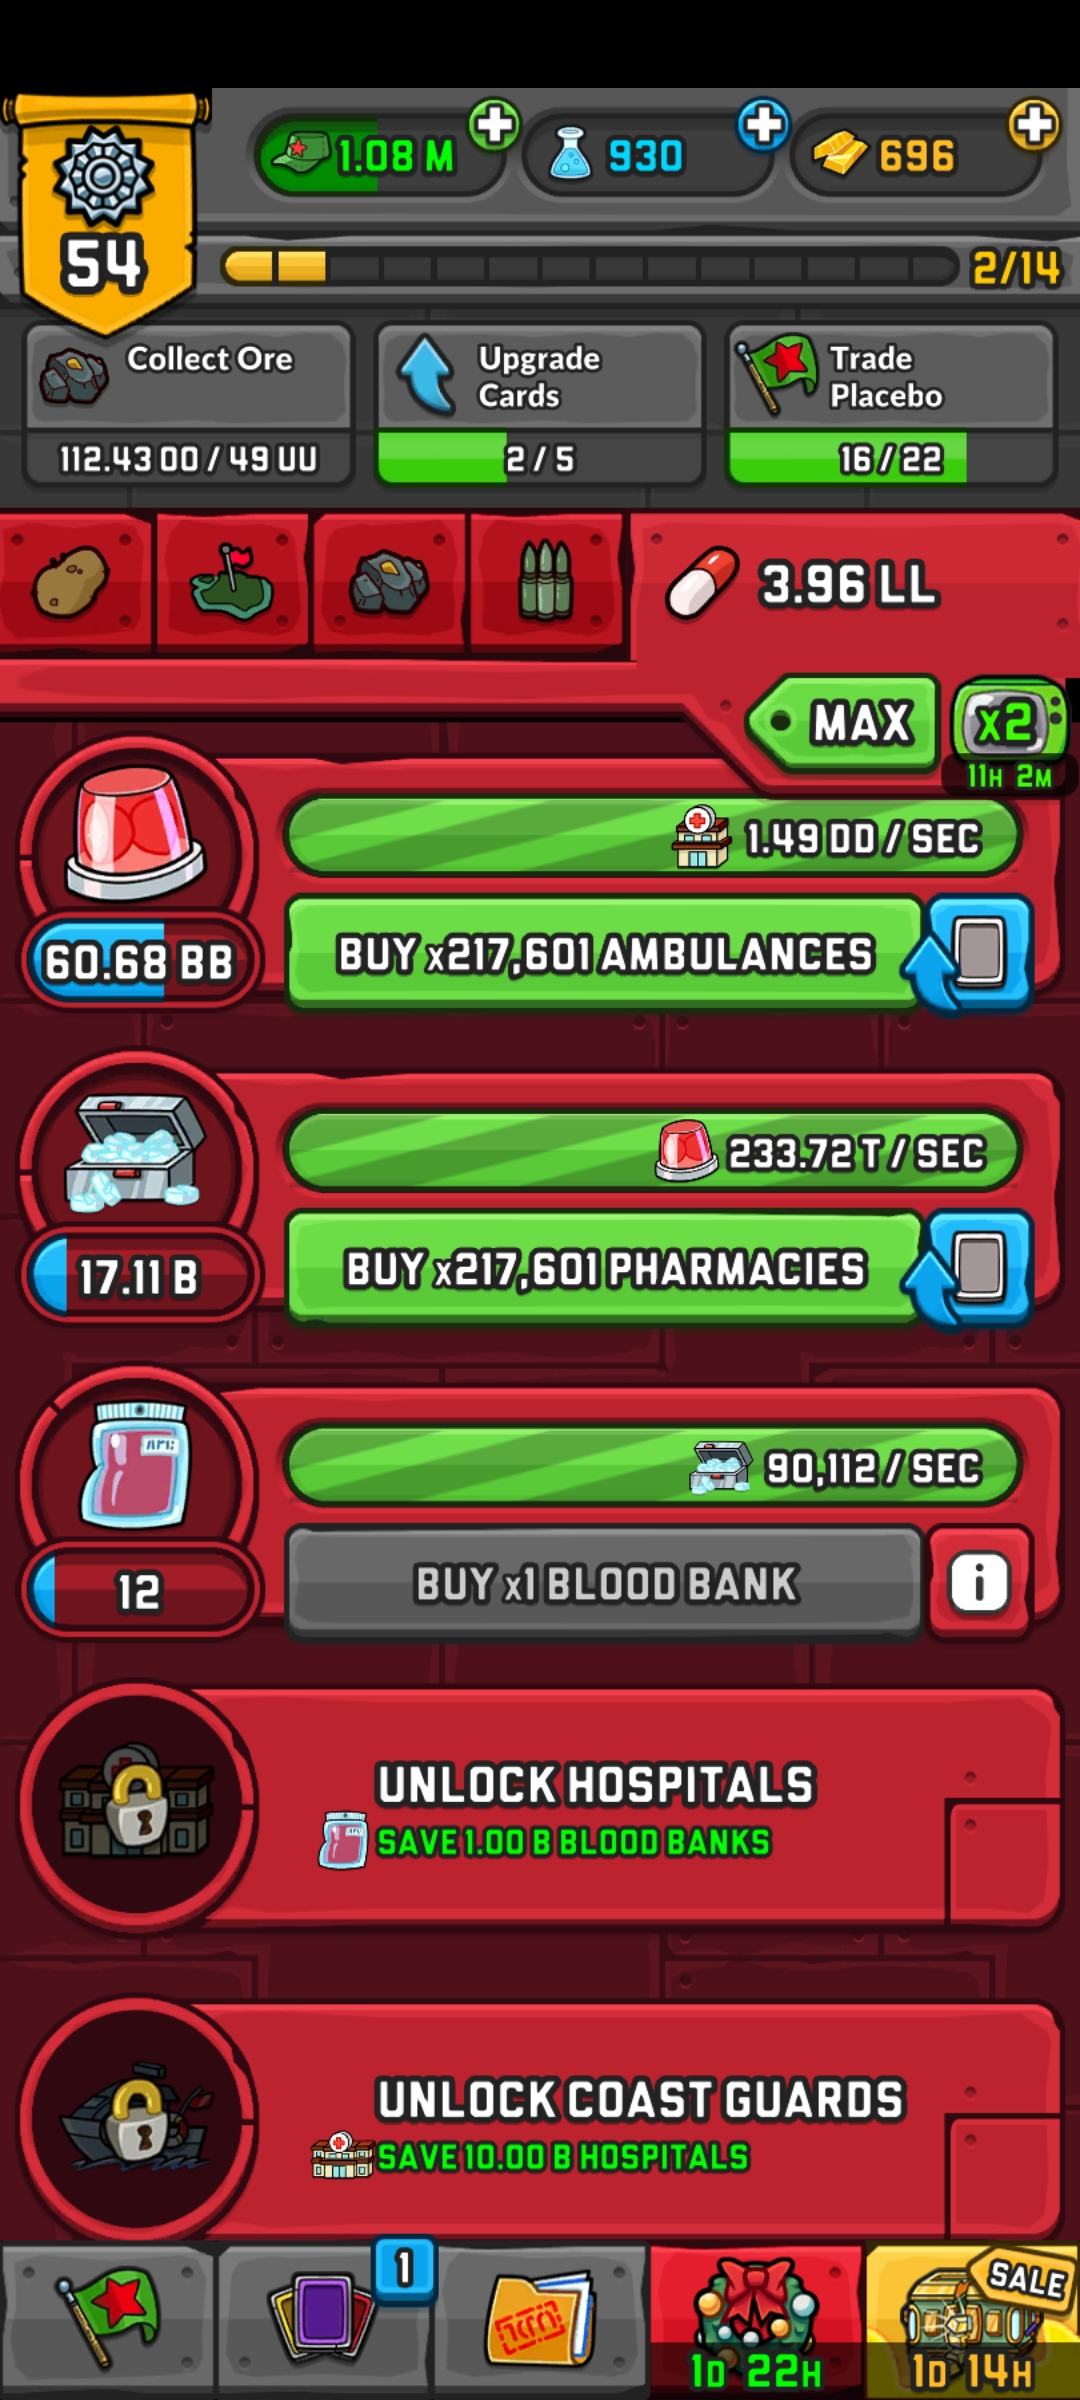 1.08 M
930
696
54
2/14
Collect Ore
Upgrade Cards
Trade Placebo
112.43 OO / 49 UU
2 / 5
16 / 22
3.96 LL
MAX
x2
11H 2M
1.49 DD / SEC
60.68 BB
BUY x217,601 AMBULANCES
233.72 T / SEC
17.11 B
BUY x217,601 PHARMACIES
90,112 / SEC
12
BUY x1 BLOOD BANK
i
UNLOCK HOSPITALS
SAVE 1.00 B BLOOD BANKS
UNLOCK COAST GUARDS
SAVE 10.00 B HOSPITALS
1
SALE
1D 22H
1D 14H